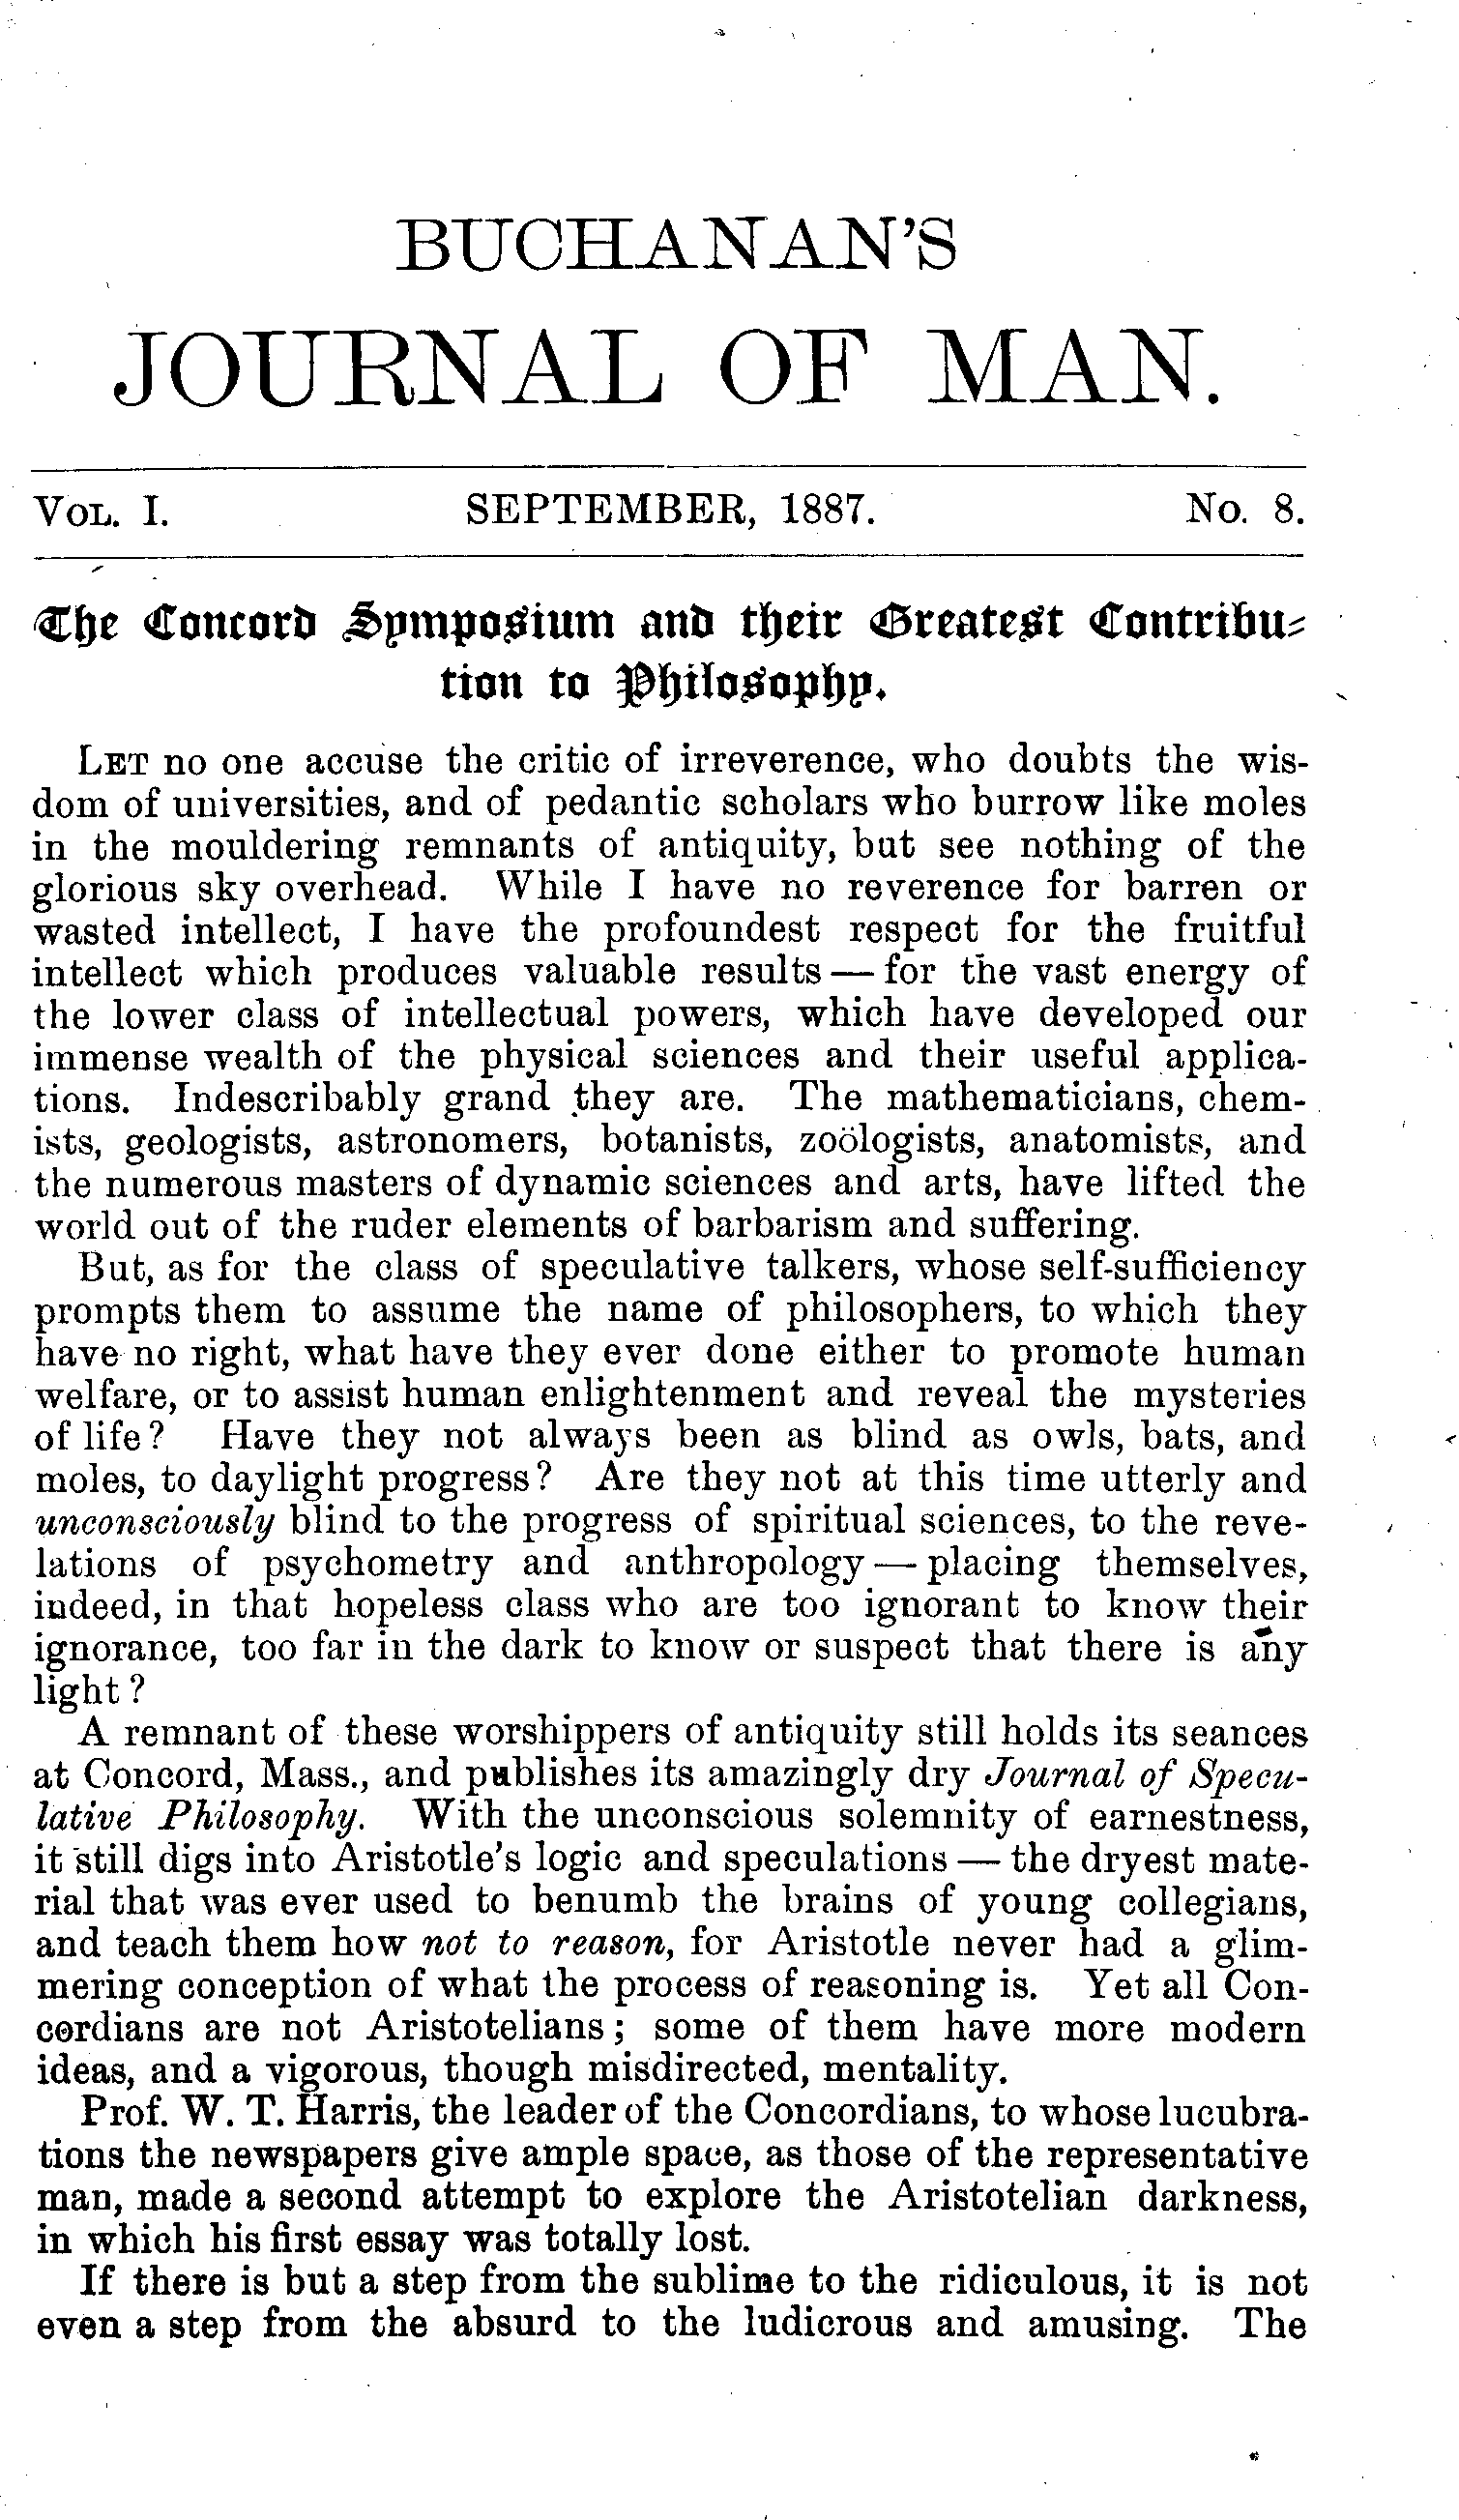 BUCHANAN'S
JOURNAL OF MAN.
VOL. I. SEPTEMBER, 1887. NO. 8.
The Concord Symposium and their Greatest Contribu-
tion to Philosophy.
LET no one accuse the critic of irreverence, who doubts the wis-
dom of universities, and of pedantic scholars who burrow like moles
in the mouldering remnants of antiquity, but see nothing of the
glorious sky overhead. While I have no reverence for barren or
wasted intellect, I have the profoundest respect for the fruitful
intellect which produces valuable results — for the vast energy of
the lower class of intellectual powers, which have developed our
immense wealth of the physical sciences and their useful applica-
tions. Indescribably grand they are. The mathematicians, chem-
ists, geologists, astronomers, botanists, zoölogists, anatomists, and
the numerous masters of dynamic sciences and arts, have lifted the
world out of the ruder elements of barbarism and suffering.
But, as for the class of speculative talkers, whose self-sufficiency
prompts them to assume the name of philosophers, to which they
have no right, what have they ever done either to promote human
welfare, or to assist human enlightenment and reveal the mysteries
of life? Have they not always been as blind as owls, bats, and
moles, to daylight progress? Are they not at this time utterly and
unconsciously blind to the progress of spiritual sciences, to the reve-
lations of psychometry and anthropology — placing themselves,
indeed, in that hopeless class who are too ignorant to know their
ignorance, too far in the dark to know or suspect that there is any
light?
A remnant of these worshippers of antiquity still holds its seances
at Concord, Mass., and publishes its amazingly dry Journal of Specu-
lative Philosophy. With the unconscious solemnity of earnestness,
it still digs into Aristotle's logic and speculations — the dryest mate-
rial that was ever used to benumb the brains of young collegians,
and teach them how not to reason, for Aristotle never had a glim-
mering conception of what the process of reasoning is. Yet all Con-
cordians are not Aristotelians; some of them have more modern
ideas, and a vigorous, though misdirected, mentality.
Prof. W. T. Harris, the leader of the Concordians, to whose lucubra-
tions the newspapers give ample space, as those of the representative
man, made a second attempt to explore the Aristotelian darkness,
in which his first essay was totally lost.
If there is but a step from the sublime to the ridiculous, it is not
even a step from the absurd to the ludicrous and amusing. The